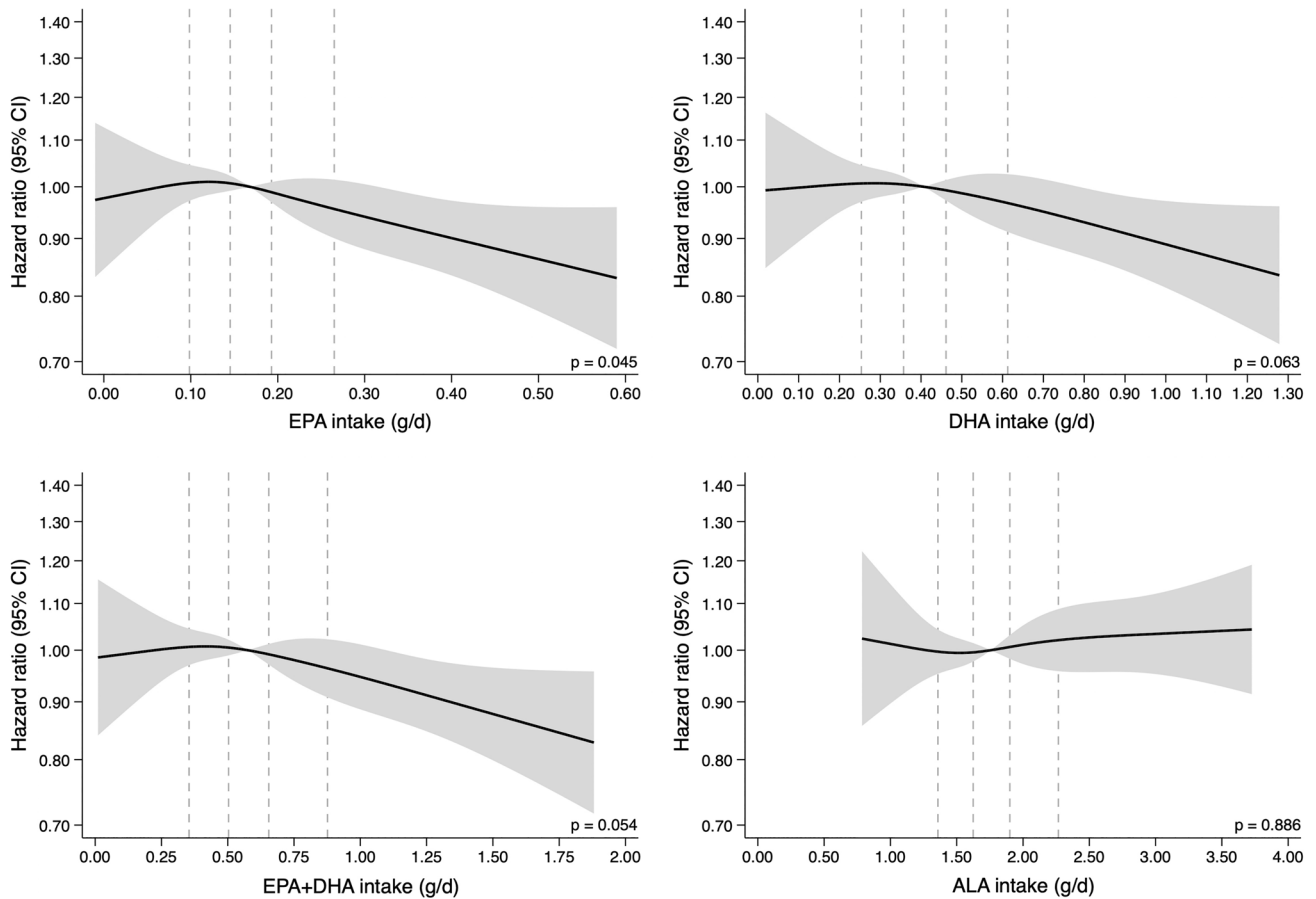 1.40
1.30
1.20
1.10
1.00
0.90
0.80
0.70
Hazard ratio (95% CI)
p = 0.045
0.00 0.10 0.20 0.30 0.40 0.50 0.60
EPA intake (g/d)
1.40
1.30
1.20
1.10
1.00
0.90
0.80
0.70
Hazard ratio (95% CI)
p = 0.063
0.00 0.10 0.20 0.30 0.40 0.50 0.60 0.70 0.80 0.90 1.00 1.10 1.20 1.30
DHA intake (g/d)
1.40
1.30
1.20
1.10
1.00
0.90
0.80
0.70
Hazard ratio (95% CI)
p = 0.054
0.00 0.25 0.50 0.75 1.00 1.25 1.50 1.75 2.00
EPA+DHA intake (g/d)
1.40
1.30
1.20
1.10
1.00
0.90
0.80
0.70
Hazard ratio (95% CI)
p = 0.886
0.00 0.50 1.00 1.50 2.00 2.50 3.00 3.50 4.00
ALA intake (g/d)